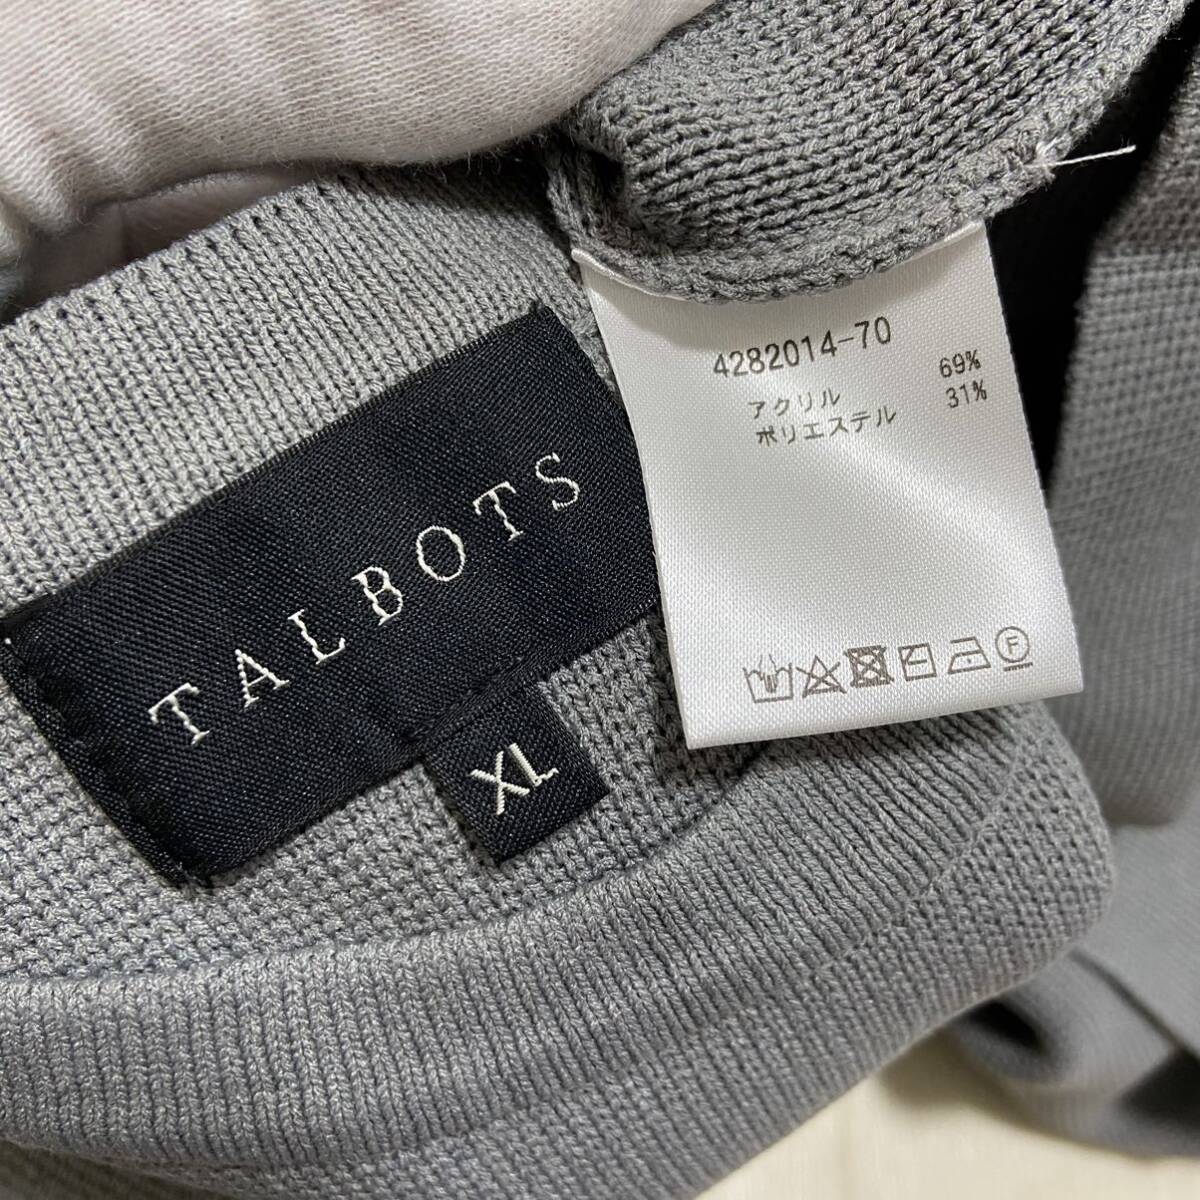 TALBOTS
XL
4282014-70
アクリル 69%
ポリエステル 31%
F